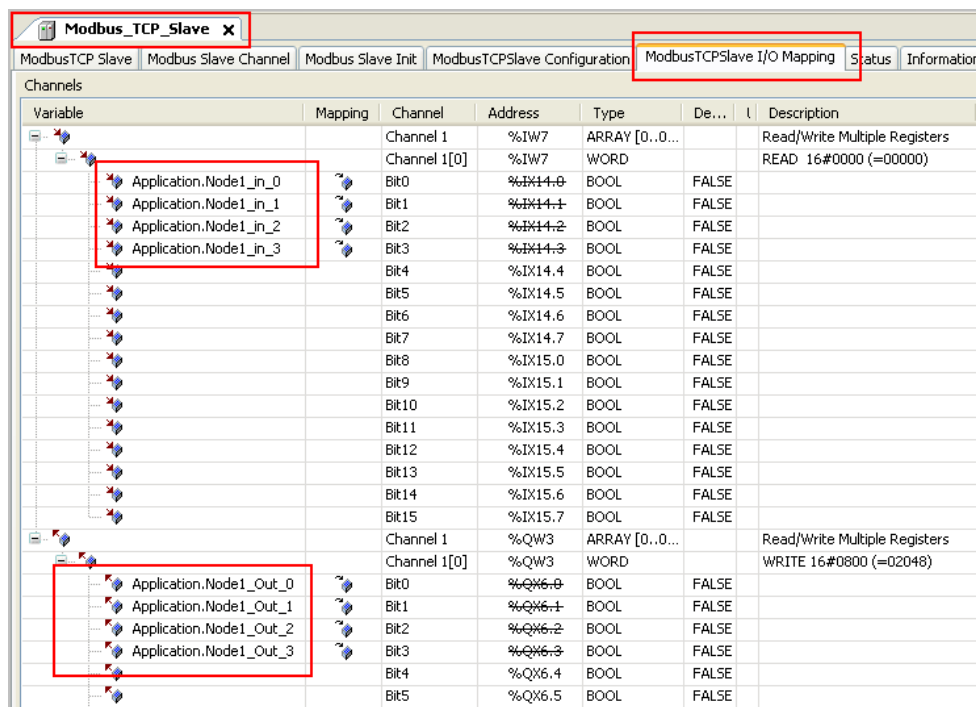 Modbus_TCP_Slave x
ModbusTCP Slave Modbus Slave Channel Modbus Slave Init ModbusTCPSlave Configuration ModbusTCPSlave I/O Mapping Status Information
Channels
Variable Mapping Channel Address Type De... Description
Channel 1 %IW7 ARRAY [0..0... Read/Write Multiple Registers
Channel 1[0] %IW7 WORD READ 16#0000 (=00000)
Application.Node1_in_0 Bit0 %IX14.0 BOOL FALSE
Application.Node1_in_1 Bit1 %IX14.1 BOOL FALSE
Application.Node1_in_2 Bit2 %IX14.2 BOOL FALSE
Application.Node1_in_3 Bit3 %IX14.3 BOOL FALSE
Bit4 %IX14.4 BOOL FALSE
Bit5 %IX14.5 BOOL FALSE
Bit6 %IX14.6 BOOL FALSE
Bit7 %IX14.7 BOOL FALSE
Bit8 %IX15.0 BOOL FALSE
Bit9 %IX15.1 BOOL FALSE
Bit10 %IX15.2 BOOL FALSE
Bit11 %IX15.3 BOOL FALSE
Bit12 %IX15.4 BOOL FALSE
Bit13 %IX15.5 BOOL FALSE
Bit14 %IX15.6 BOOL FALSE
Bit15 %IX15.7 BOOL FALSE
Channel 1 %QW3 ARRAY [0..0... Read/Write Multiple Registers
Channel 1[0] %QW3 WORD WRITE 16#0800 (=02048)
Application.Node1_Out_0 Bit0 %QX6.0 BOOL FALSE
Application.Node1_Out_1 Bit1 %QX6.1 BOOL FALSE
Application.Node1_Out_2 Bit2 %QX6.2 BOOL FALSE
Application.Node1_Out_3 Bit3 %QX6.3 BOOL FALSE
Bit4 %QX6.4 BOOL FALSE
Bit5 %QX6.5 BOOL FALSE